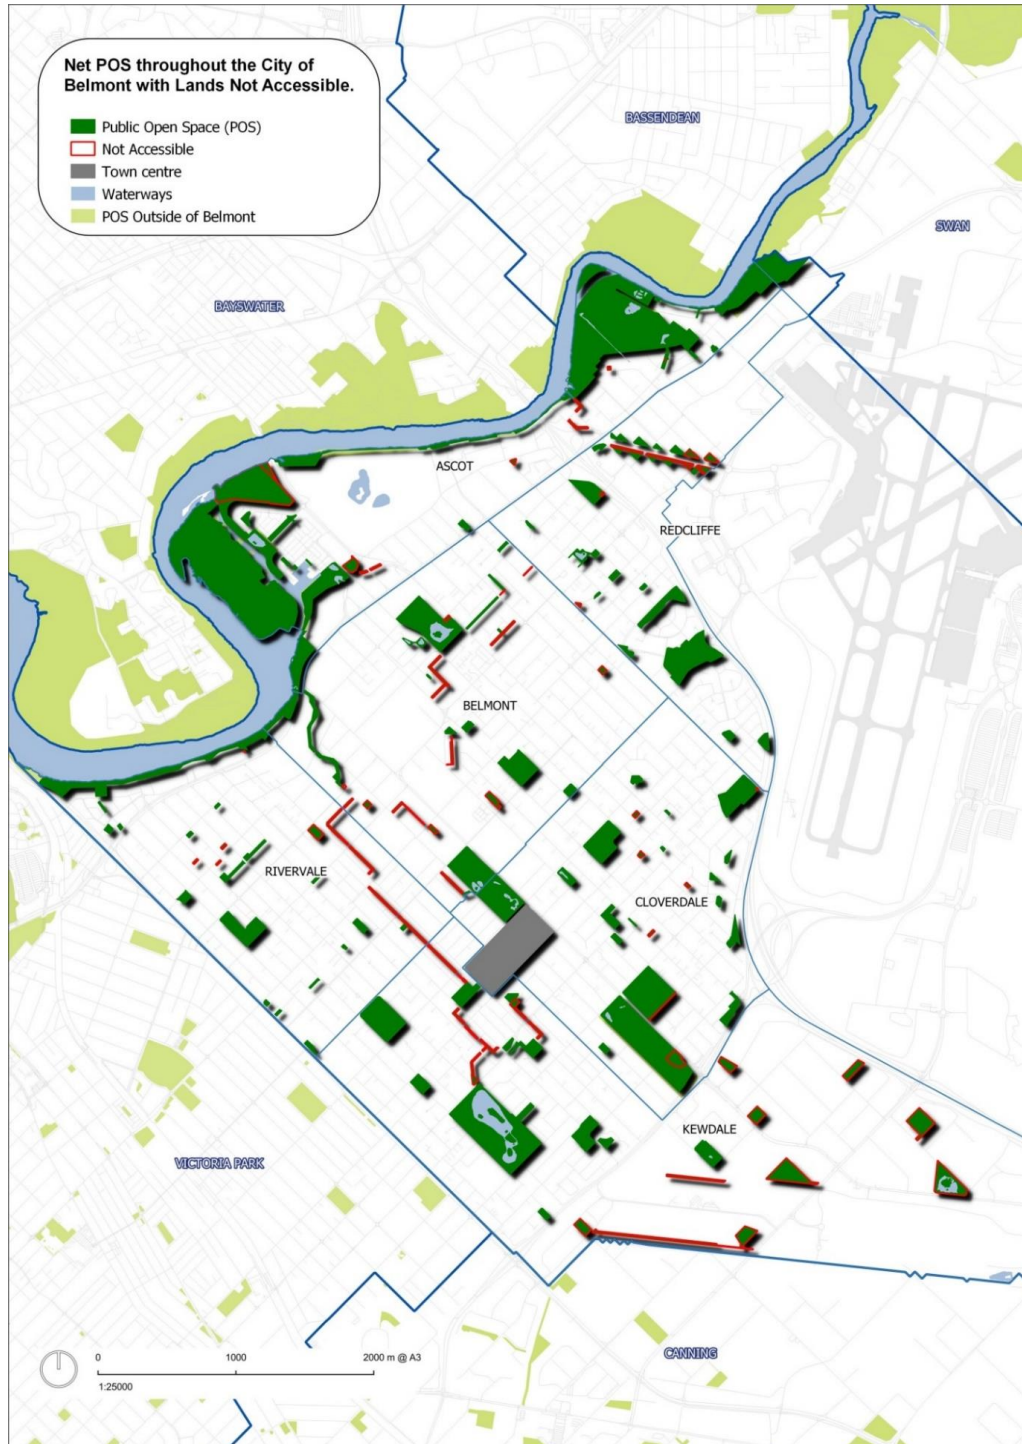 Net POS throughout the City of
Belmont with Lands Not Accessible.
Public Open Space (POS)
Not Accessible
Town centre
Waterways
POS Outside of Belmont
BASSENDEAN
SWAN
BAYSWATER
ASCOT
REDCLIFFE
BELMONT
RIVERVALE
CLOVERDALE
KEWDALE
VICTORIA PARK
CANNING
0 1000 2000 m @ A3
1:25000